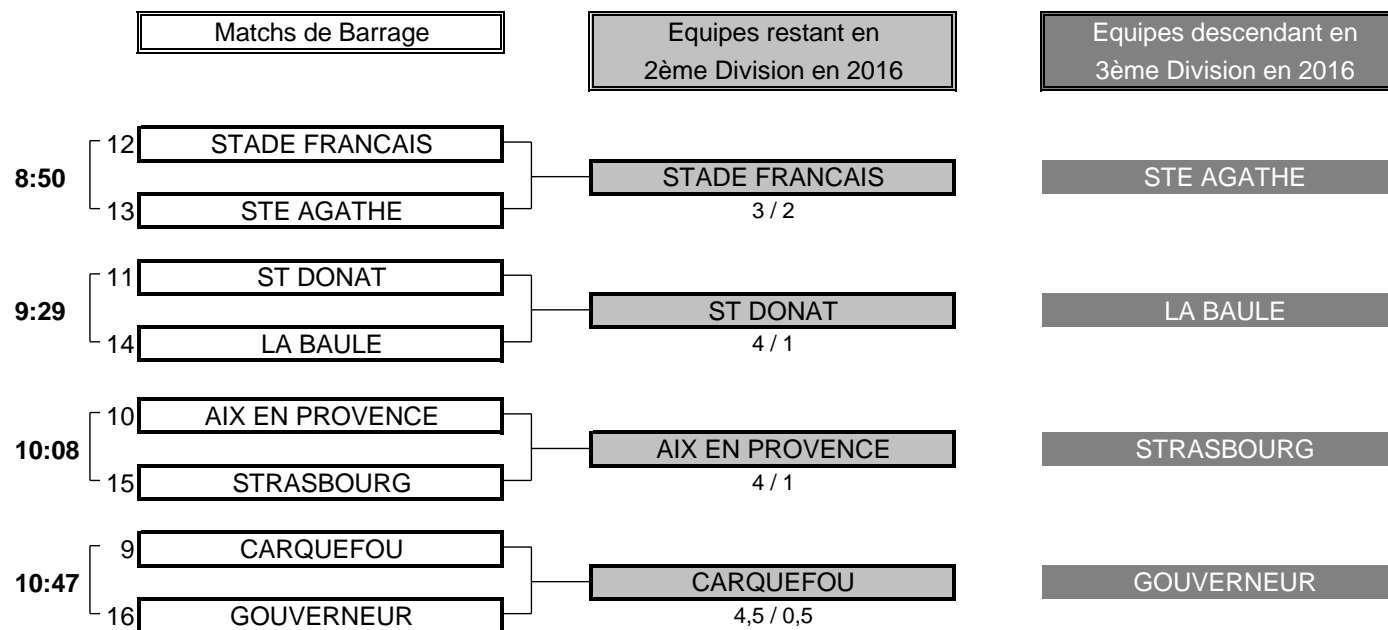 Matchs de Barrage
Equipes restant en
2ème Division en 2016
Equipes descendant en
3ème Division en 2016
8:50
12 STADE FRANCAIS
13 STE AGATHE
STADE FRANCAIS
3 / 2
STE AGATHE
9:29
11 ST DONAT
14 LA BAULE
ST DONAT
4 / 1
LA BAULE
10:08
10 AIX EN PROVENCE
15 STRASBOURG
AIX EN PROVENCE
4 / 1
STRASBOURG
10:47
9 CARQUEFOU
16 GOUVERNEUR
CARQUEFOU
4,5 / 0,5
GOUVERNEUR